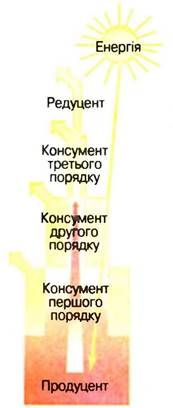 Енергія
Редуцент
Консумент
третього
порядку
Консумент
другого
порядку
Консумент
першого
порядку
Продуцент